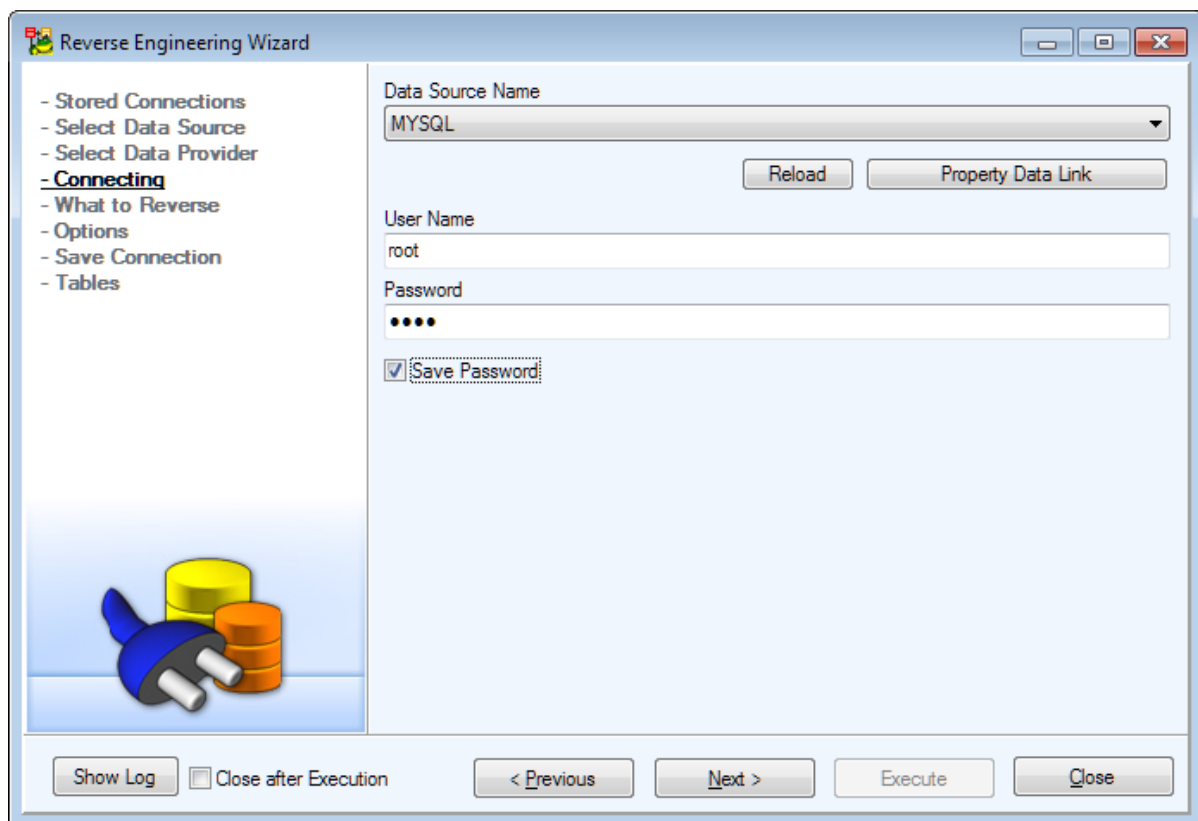 Reverse Engineering Wizard
- Stored Connections
- Select Data Source
- Select Data Provider
- Connecting
- What to Reverse
- Options
- Save Connection
- Tables
Data Source Name
MYSQL
Reload
Property Data Link
User Name
root
Password
••••
Save Password
Show Log
Close after Execution
< Previous
Next >
Execute
Close